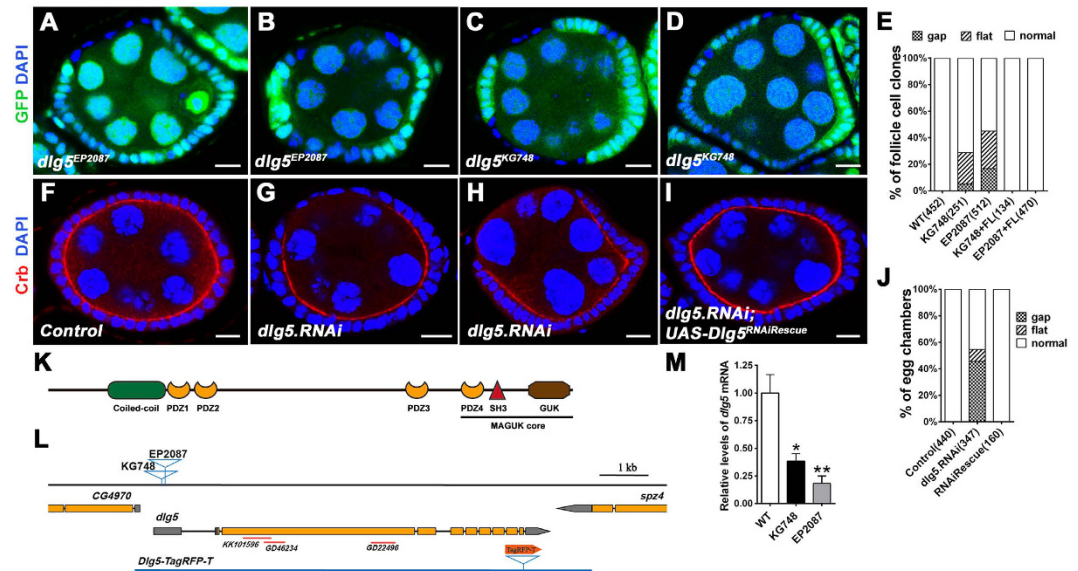 A
B
C
D
GFP DAPI
dlg5EP2087
dlg5EP2087
dlg5KG748
dlg5KG748
E
gap
flat
normal
% of follicle cell clones
100%
80%
60%
40%
20%
0%
WT(452)
KG748(251)
EP2087(512)
KG748+FL(134)
EP2087+FL(470)
F
G
H
I
Crb DAPI
Control
dlg5.RNAi
dlg5.RNAi
dlg5.RNAi;
UAS-Dlg5RNAiRescue
J
gap
flat
normal
% of egg chambers
100%
80%
60%
40%
20%
0%
Control(440)
dlg5.RNAi(347)
RNAiRescue(160)
K
Coiled-coil
PDZ1
PDZ2
PDZ3
PDZ4
SH3
GUK
MAGUK core
L
EP2087
KG748
1 kb
CG4970
spz4
dlg5
KK101596
GD46234
GD22496
TagRFP-T
Dlg5-TagRFP-T
M
Relative levels of dlg5 mRNA
1.25
1.00
0.75
0.50
0.25
0.00
*
**
WT
KG748
EP2087